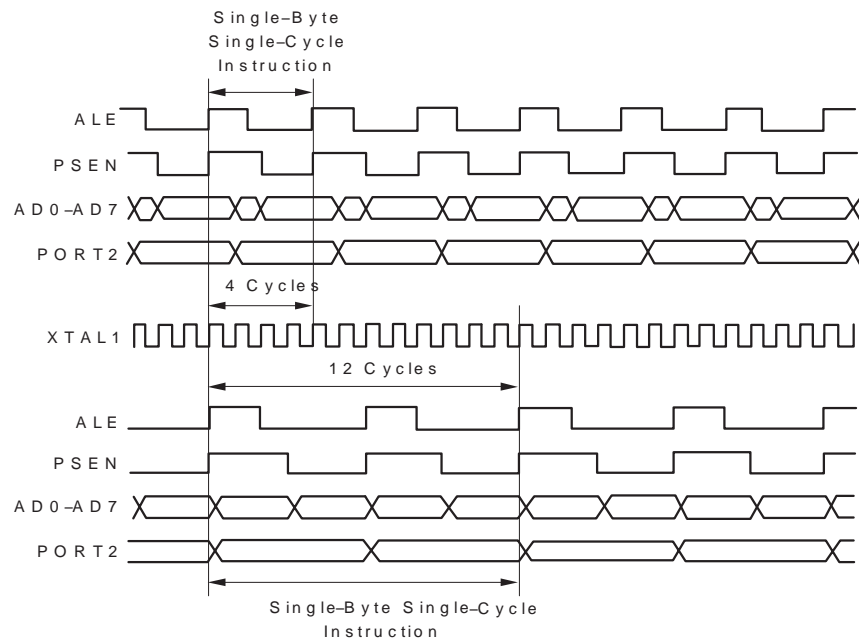 Single–Byte
Single–Cycle
Instruction
ALE
PSEN
AD0–AD7
PORT2
4 Cycles
XTAL1
12 Cycles
ALE
PSEN
AD0–AD7
PORT2
Single–Byte Single–Cycle
Instruction